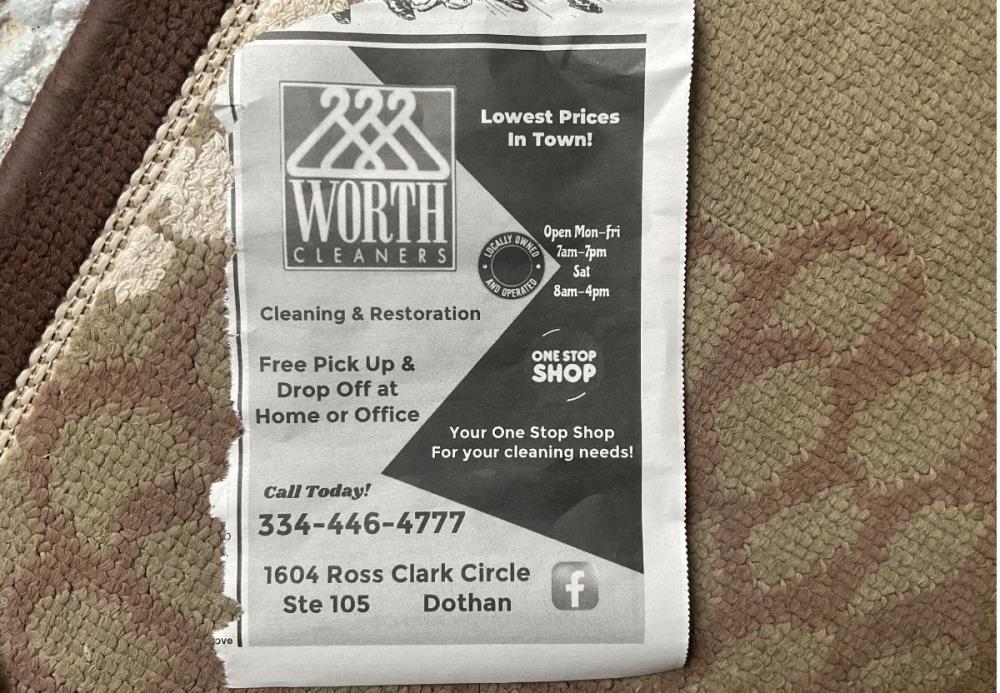 WORTH
CLEANERS
Lowest Prices
In Town!
LOCALLY OWNED
AND OPERATED
Open Mon-Fri
7am-7pm
Sat
8am-4pm
Cleaning & Restoration
Free Pick Up &
Drop Off at
Home or Office
ONE STOP
SHOP
Your One Stop Shop
For your cleaning needs!
Call Today!
334-446-4777
1604 Ross Clark Circle
Ste 105 Dothan
f